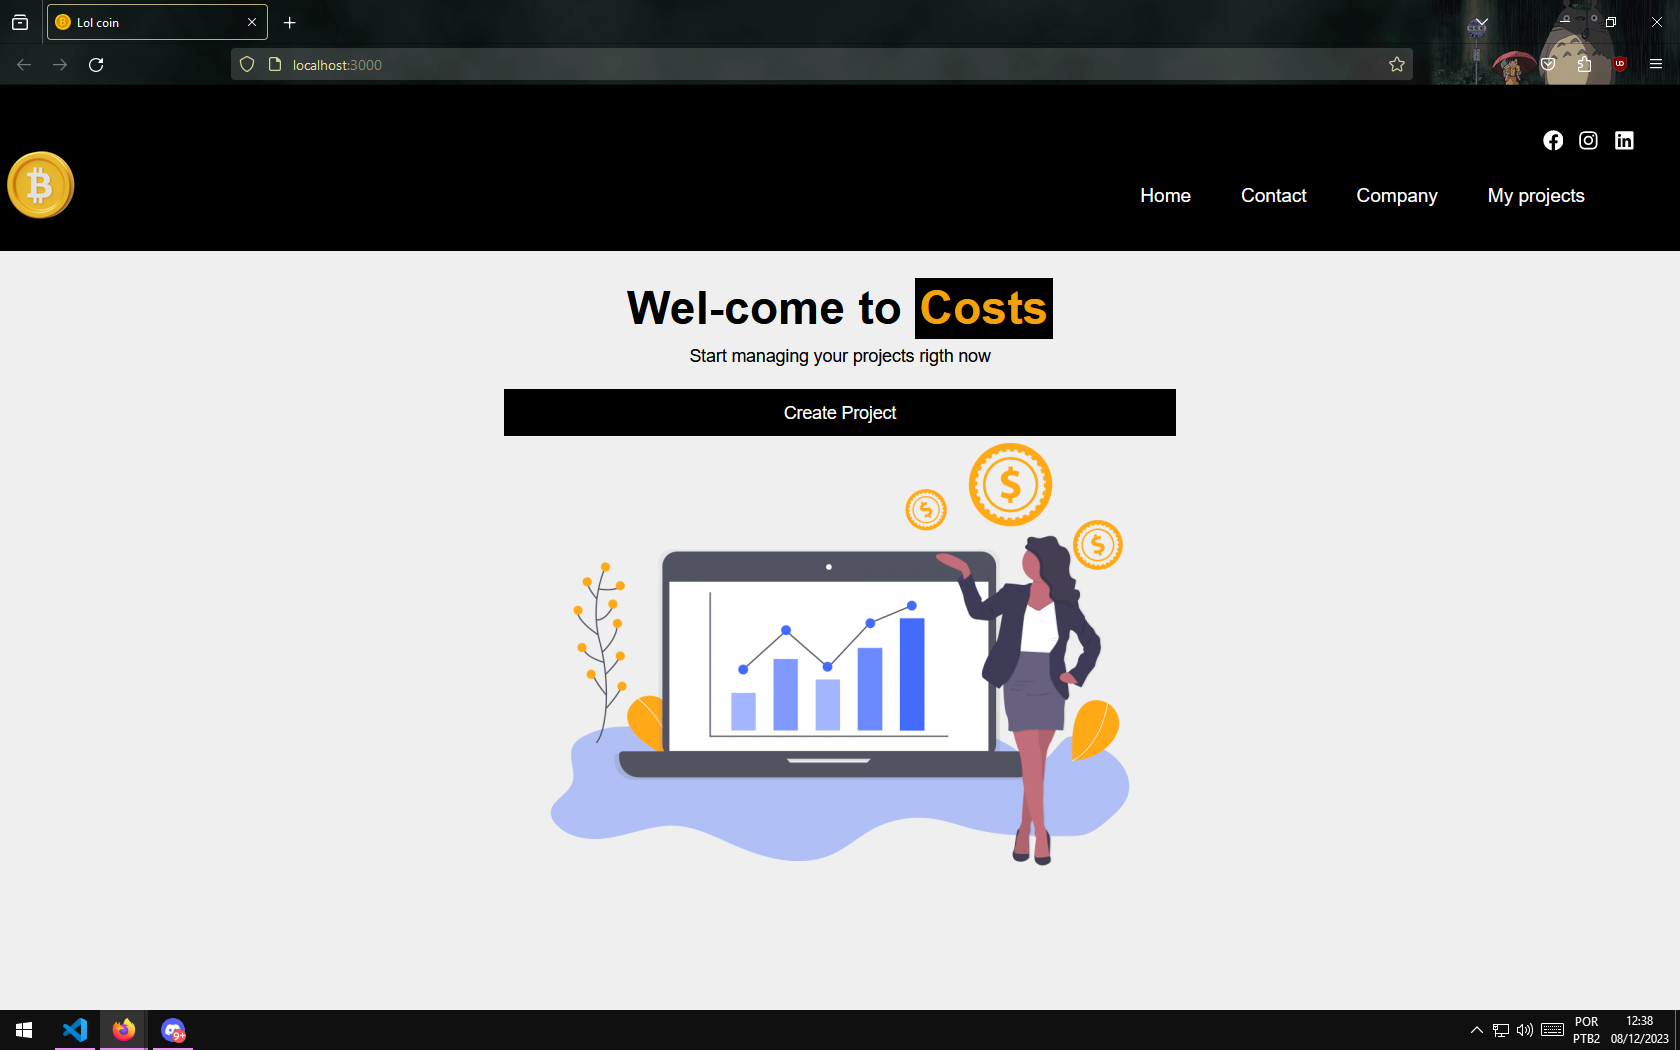 Lol coin
localhost:3000
Home Contact Company My projects
Wel-come to Costs
Start managing your projects rigth now
Create Project
9+
POR
PTB2
12:38
08/12/2023